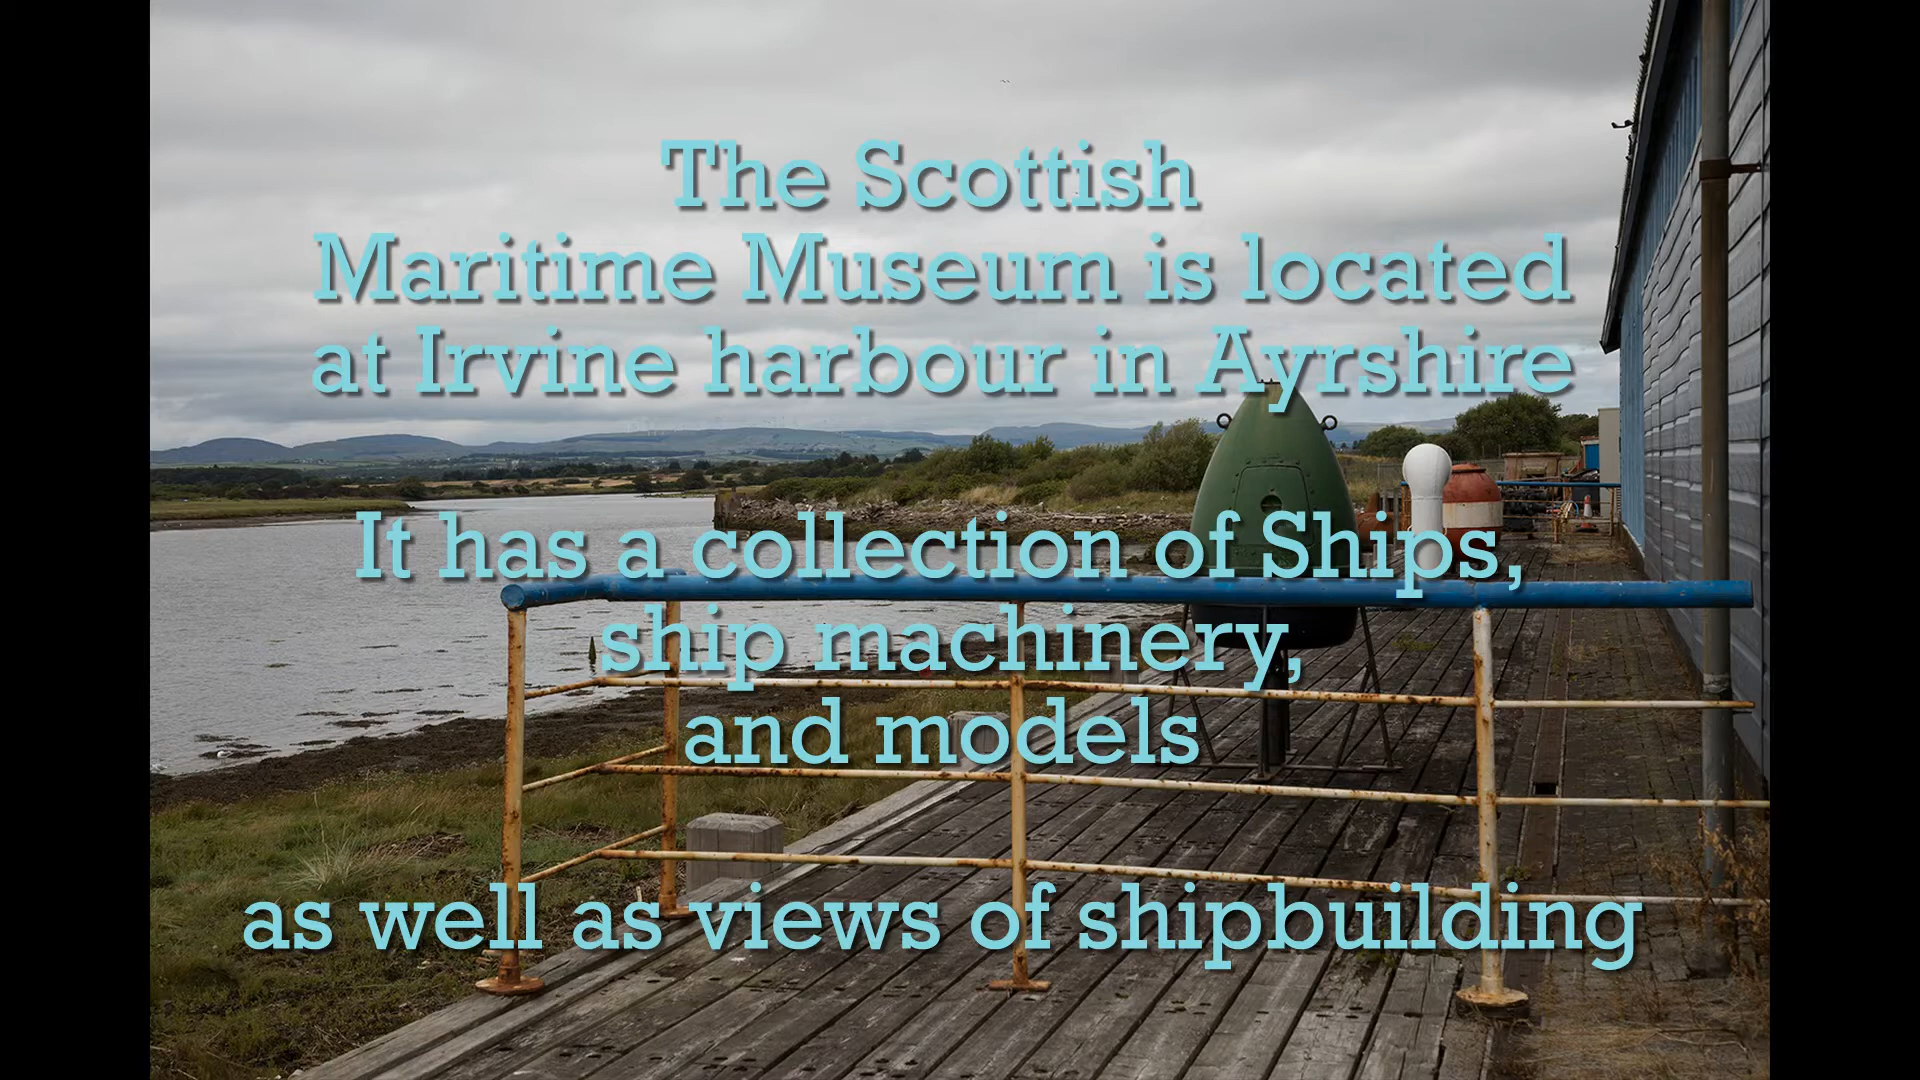 The Scottish
Maritime Museum is located
at Irvine harbour in Ayrshire
It has a collection of Ships,
ship machinery,
and models
as well as views of shipbuilding